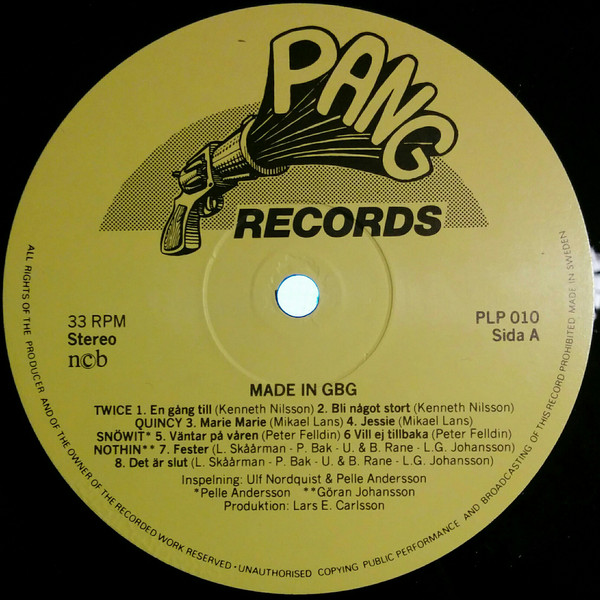 PANG
RECORDS
33 RPM
Stereo
ncb
PLP 010
Sida A
MADE IN GBG
TWICE 1. En gång till (Kenneth Nilsson) 2. Bli något stort (Kenneth Nilsson)
QUINCY 3. Marie Marie (Mikael Lans) 4. Jessie (Mikael Lans)
SNÖWIT* 5. Väntar på våren (Peter Felldin) 6 Vill ej tillbaka (Peter Felldin)
NOTHIN** 7. Fester (L. Skåårman - P. Bak - U. & B. Rane - L.G. Johansson)
8. Det är slut (L. Skåårman - P. Bak - U. & B. Rane - L.G. Johansson)
Inspelning: Ulf Nordquist & Pelle Andersson
*Pelle Andersson **Göran Johansson
Produktion: Lars E. Carlsson
ALL RIGHTS OF THE PRODUCER AND OF THE OWNER OF THE RECORDED WORK RESERVED - UNAUTHORISED COPYING PUBLIC PERFORMANCE AND BROADCASTING OF THIS RECORD PROHIBITED MADE IN SWEDEN